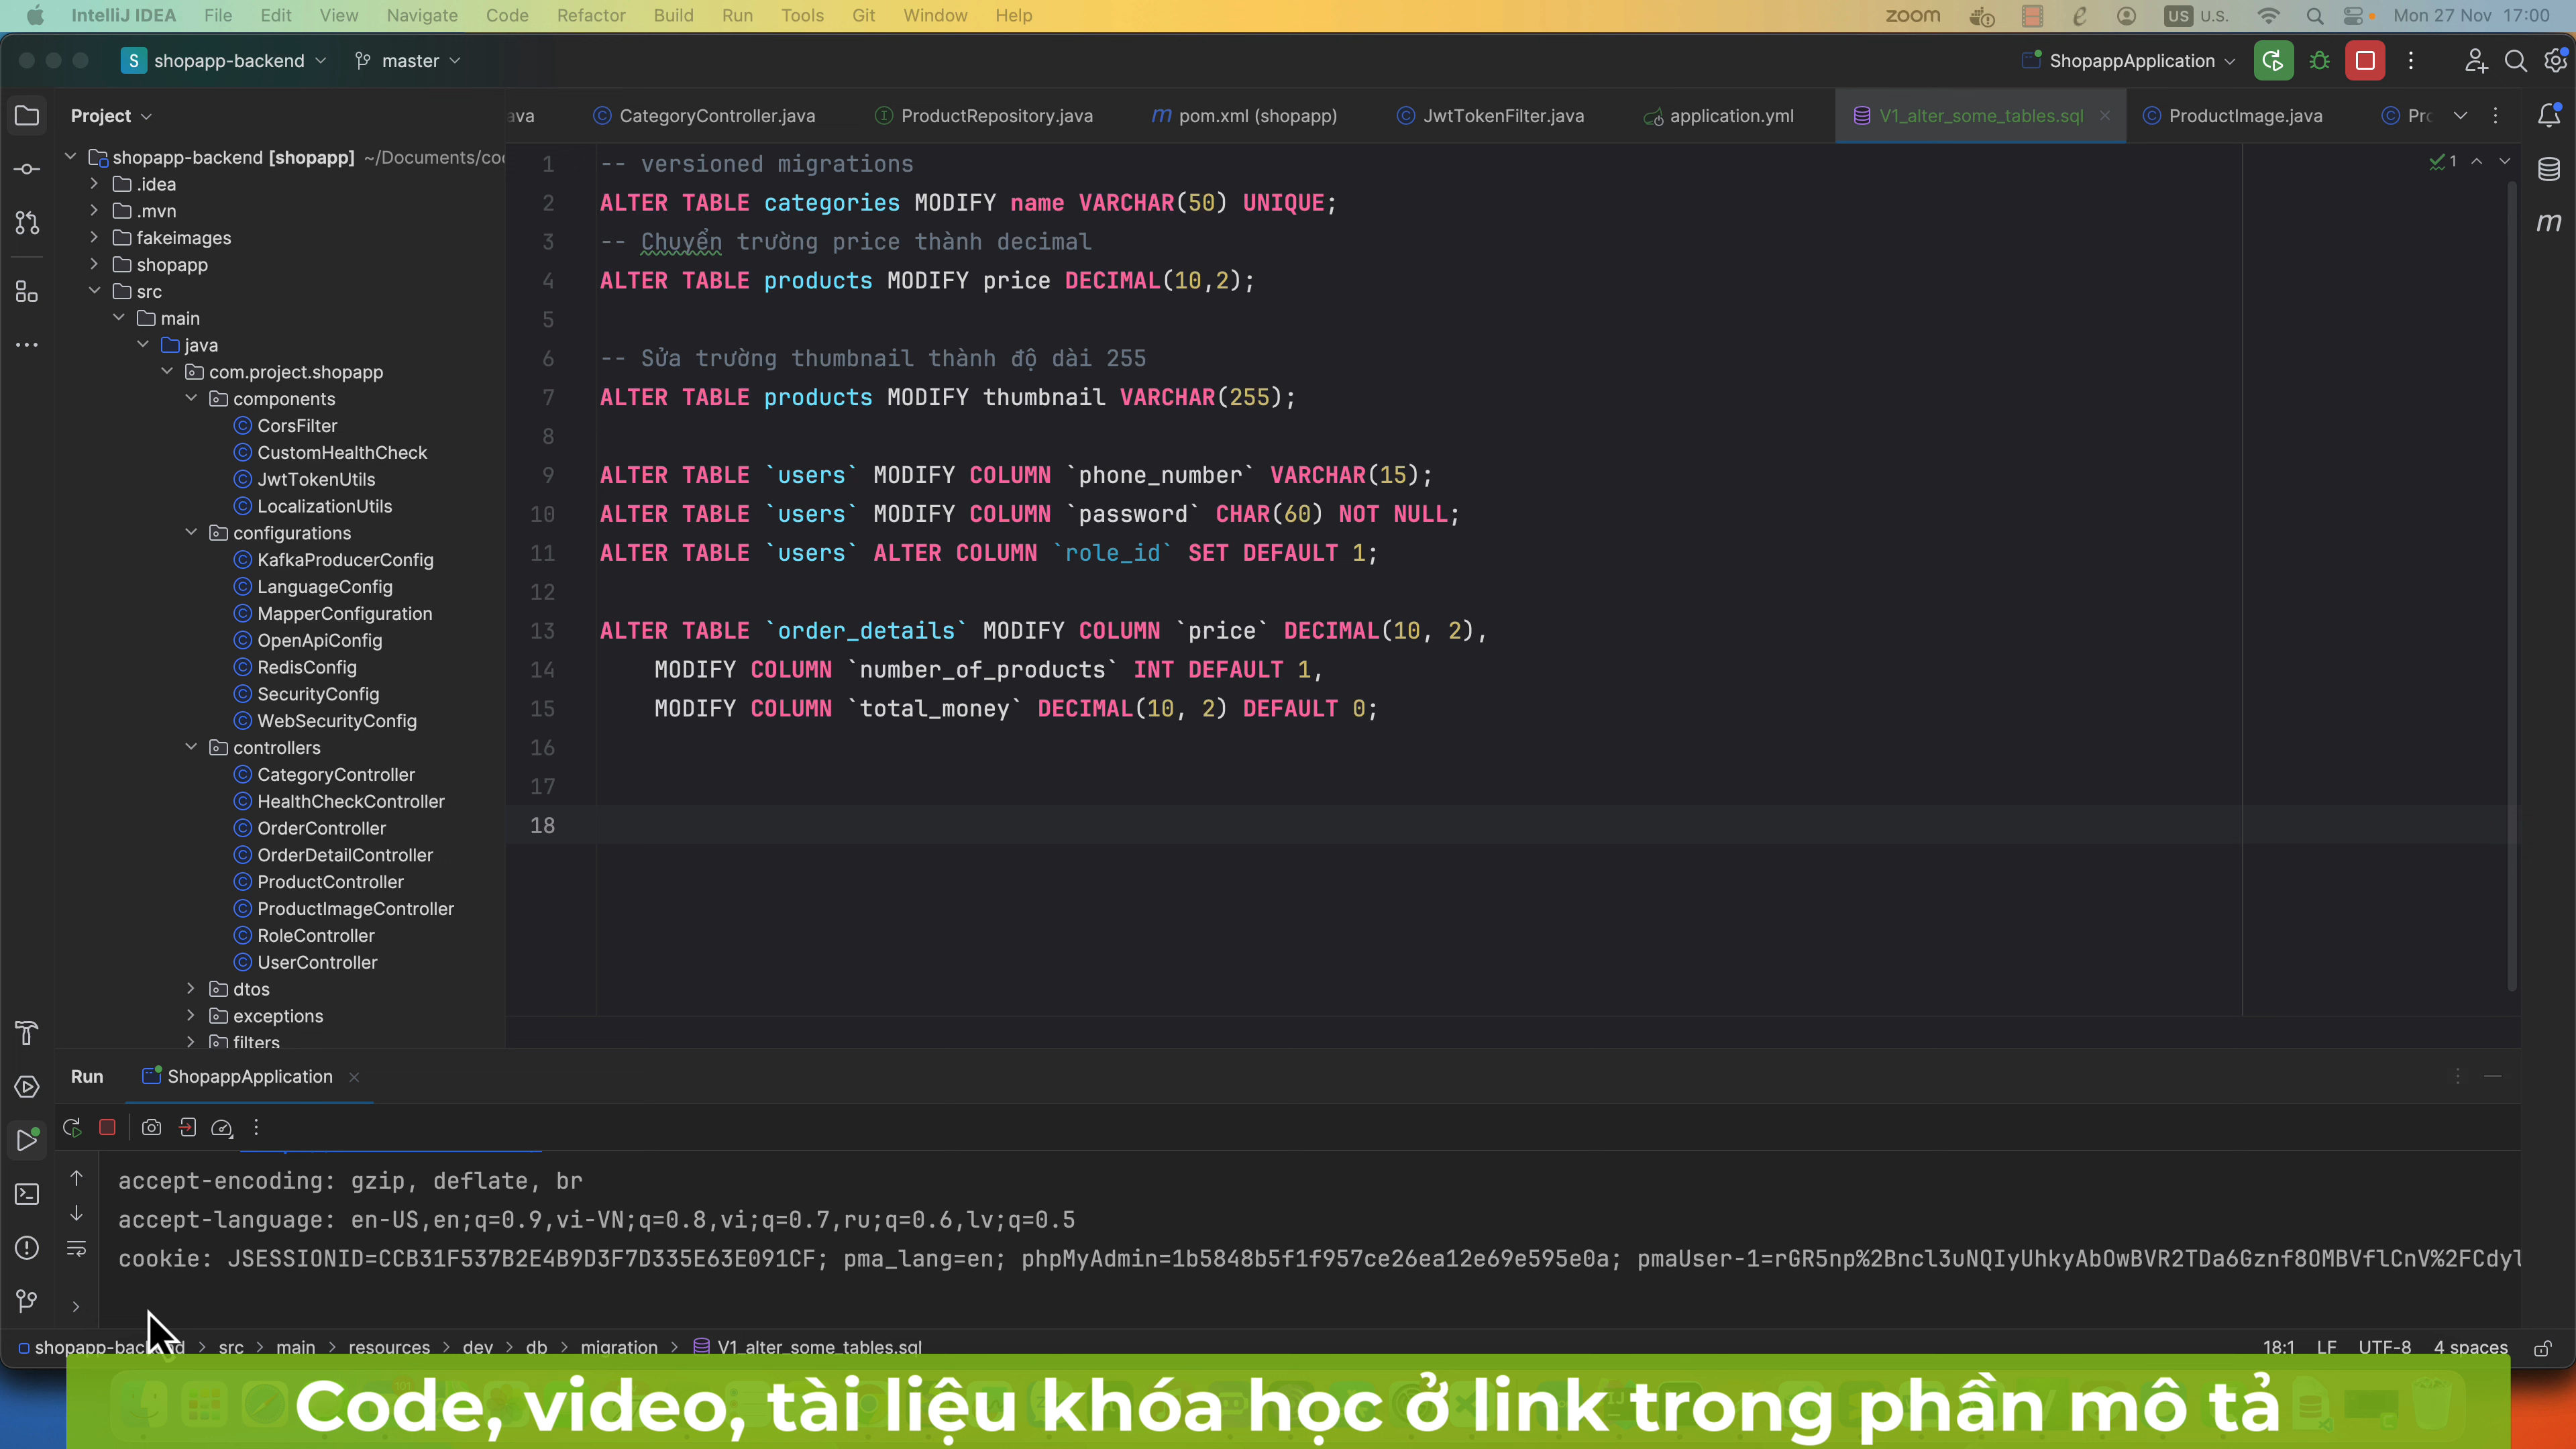 IntelliJ IDEA File Edit View Navigate Code Refactor Build Run Tools Git Window Help zoom US U.S. Mon 27 Nov 17:00
S shopapp-backend master ShopappApplication
Project
ava CategoryController.java ProductRepository.java pom.xml (shopapp) JwtTokenFilter.java application.yml V1_alter_some_tables.sql ProductImage.java Pro
shopapp-backend [shopapp] ~/Documents/co
.idea
.mvn
fakeimages
shopapp
src
main
java
com.project.shopapp
components
CorsFilter
CustomHealthCheck
JwtTokenUtils
LocalizationUtils
configurations
KafkaProducerConfig
LanguageConfig
MapperConfiguration
OpenApiConfig
RedisConfig
SecurityConfig
WebSecurityConfig
controllers
CategoryController
HealthCheckController
OrderController
OrderDetailController
ProductController
ProductImageController
RoleController
UserController
dtos
exceptions
filters
1 -- versioned migrations
2 ALTER TABLE categories MODIFY name VARCHAR(50) UNIQUE;
3 -- Chuyển trường price thành decimal
4 ALTER TABLE products MODIFY price DECIMAL(10,2);
5
6 -- Sửa trường thumbnail thành độ dài 255
7 ALTER TABLE products MODIFY thumbnail VARCHAR(255);
8
9 ALTER TABLE `users` MODIFY COLUMN `phone_number` VARCHAR(15);
10 ALTER TABLE `users` MODIFY COLUMN `password` CHAR(60) NOT NULL;
11 ALTER TABLE `users` ALTER COLUMN `role_id` SET DEFAULT 1;
12
13 ALTER TABLE `order_details` MODIFY COLUMN `price` DECIMAL(10, 2),
14 MODIFY COLUMN `number_of_products` INT DEFAULT 1,
15 MODIFY COLUMN `total_money` DECIMAL(10, 2) DEFAULT 0;
16
17
18
1
Run ShopappApplication
accept-encoding: gzip, deflate, br
accept-language: en-US,en;q=0.9,vi-VN;q=0.8,vi;q=0.7,ru;q=0.6,lv;q=0.5
cookie: JSESSIONID=CCB31F537B2E4B9D3F7D335E63E091CF; pma_lang=en; phpMyAdmin=1b5848b5f1f957ce26ea12e69e595e0a; pmaUser-1=rGR5np%2Bncl3uNQIyUhkyAbOwBVR2TDa6Gznf8OMBVflCnV%2FCdyl
shopapp-backend > src > main > resources > dev > db > migration > V1_alter_some_tables.sql 18:1 LF UTF-8 4 spaces
Code, video, tài liệu khóa học ở link trong phần mô tả